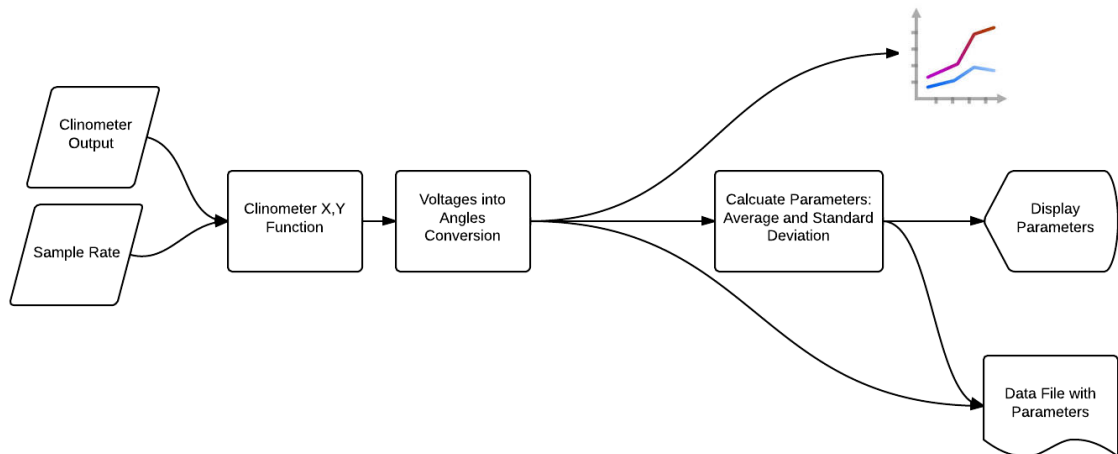 Clinometer
Output
Sample Rate
Clinometer X,Y
Function
Voltages into
Angles
Conversion
Calcuate Parameters:
Average and Standard
Deviation
Display
Parameters
Data File with
Parameters